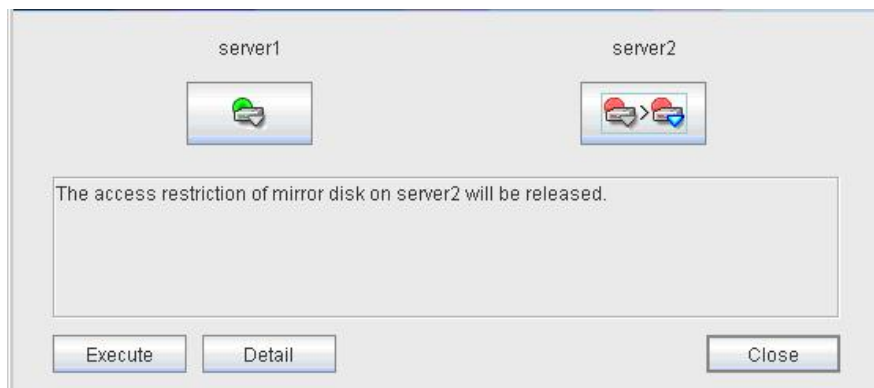 server1 server2
>
The access restriction of mirror disk on server2 will be released.
Execute Detail Close